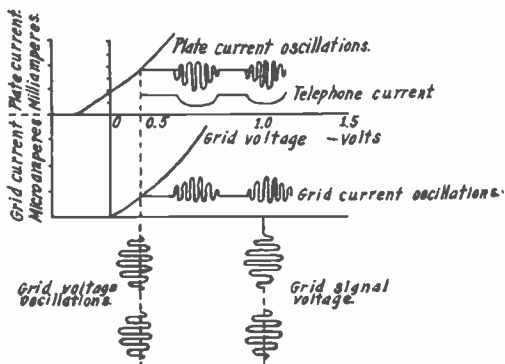 Plate current.
Milliamperes.
Plate current oscillations.
Telephone current
0 0.5 1.0 1.5
Grid voltage - volts
Grid current
Microamperes
Grid current oscillations.
Grid voltage
oscillations.
Grid signal
voltage.